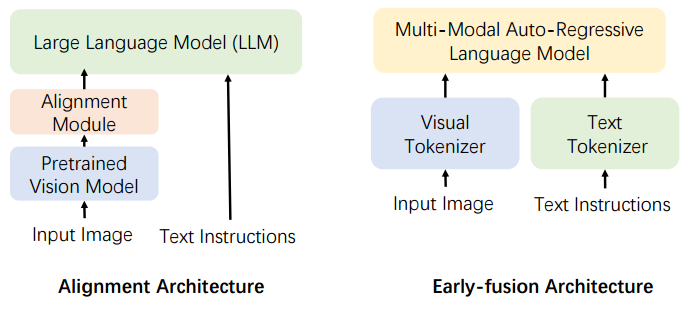 Large Language Model (LLM)
Alignment
Module
Pretrained
Vision Model
Input Image
Text Instructions
Alignment Architecture
Multi-Modal Auto-Regressive
Language Model
Visual
Tokenizer
Text
Tokenizer
Input Image
Text Instructions
Early-fusion Architecture